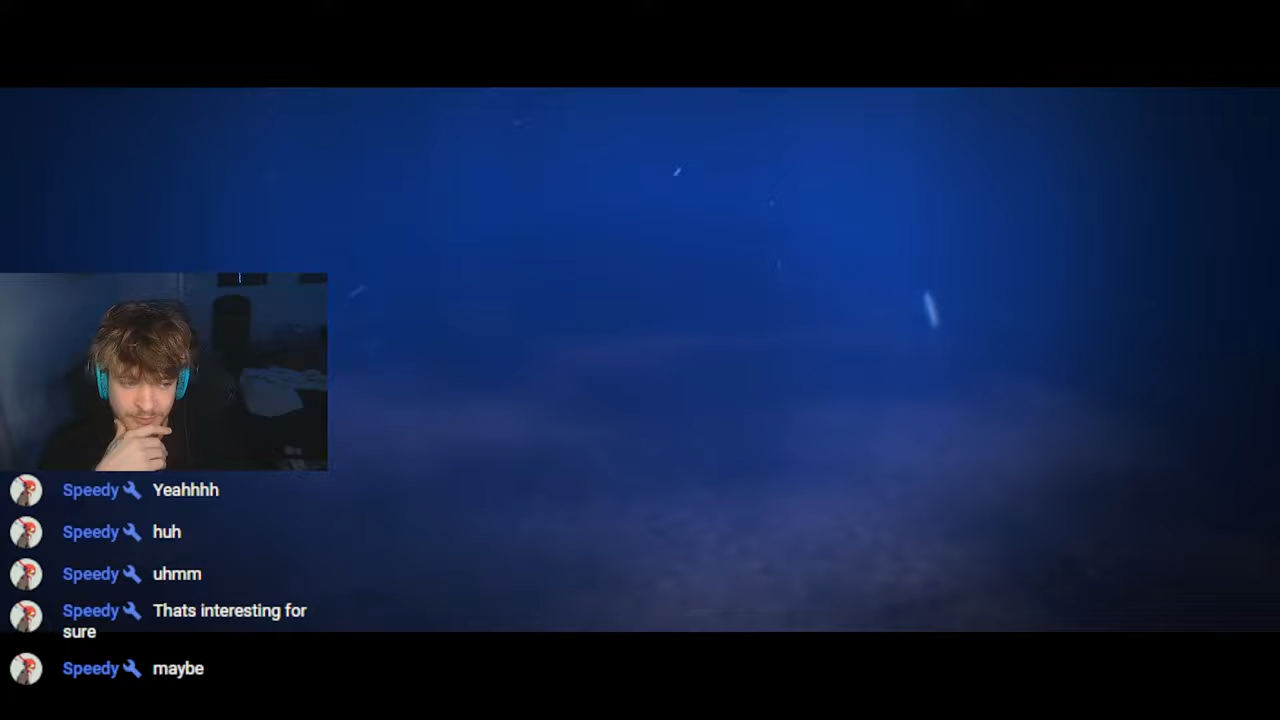 Speedy Yeahhhh
Speedy huh
Speedy uhmm
Speedy Thats interesting for
sure
Speedy maybe